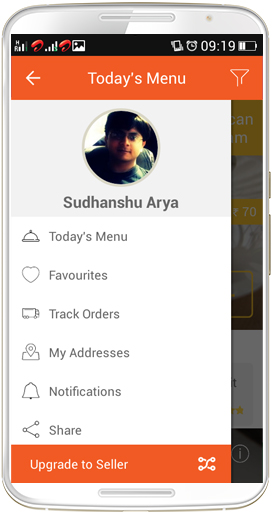 09:19
Today's Menu
can
am
Sudhanshu Arya
70
Today's Menu
Favourites
Track Orders
My Addresses
Notifications
Share
Upgrade to Seller